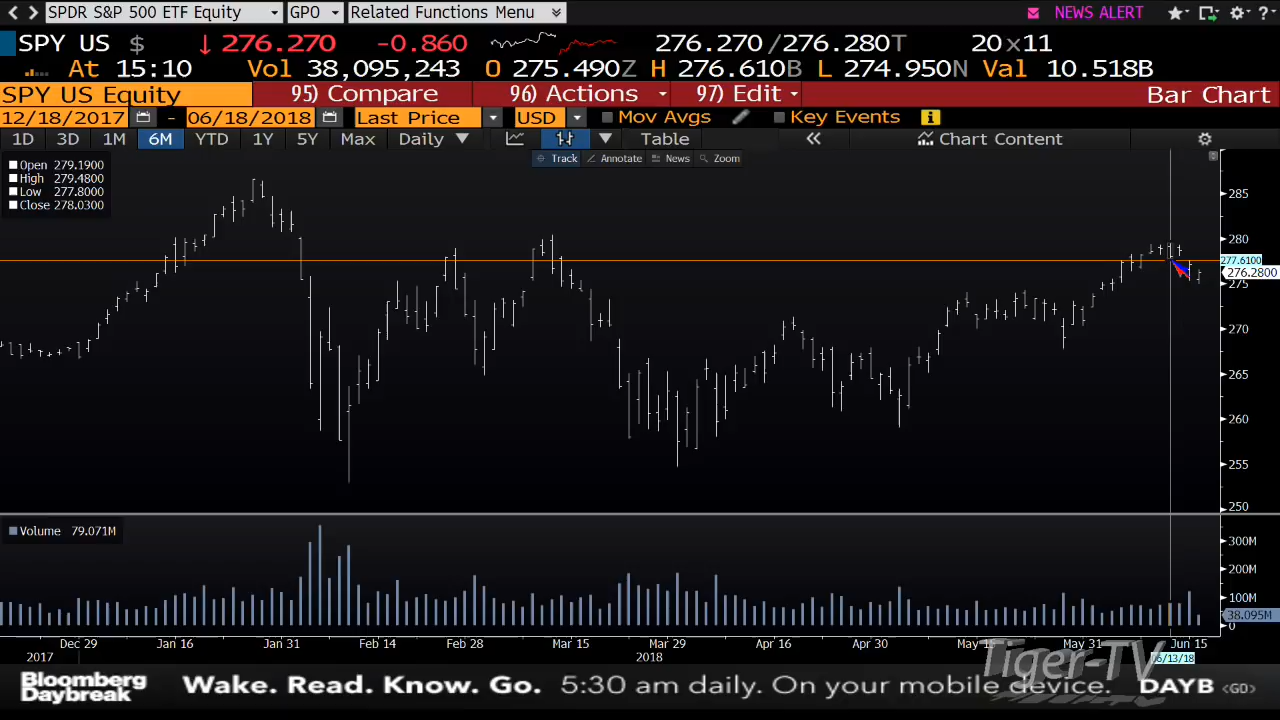 SPDR S&P 500 ETF Equity GPO Related Functions Menu NEWS ALERT
SPY US $ ↓ 276.270 -0.860 276.270/276.280T 20x11
At 15:10 Vol 38,095,243 O 275.490Z H 276.610B L 274.950N Val 10.518B
SPY US Equity 95) Compare 96) Actions 97) Edit Bar Chart
12/18/2017 - 06/18/2018 Last Price USD Mov Avgs Key Events
1D 3D 1M 6M YTD 1Y 5Y Max Daily Table « Chart Content
Track Annotate News Zoom
Open 279.1900
High 279.4800
Low 277.8000
Close 278.0300
285
280
277.6100
276.2800
275
270
265
260
255
250
Volume 79.071M
300M
200M
100M
38.095M
0
Dec 29 Jan 16 Jan 31 Feb 14 Feb 28 Mar 15 Mar 29 Apr 16 Apr 30 May 15 May 31 Jun 15
2017 2018 06/13/18
Tiger-TV
Bloomberg
Daybreak
Wake. Read. Know. Go. 5:30 am daily. On your mobile device. DAYB <GO>